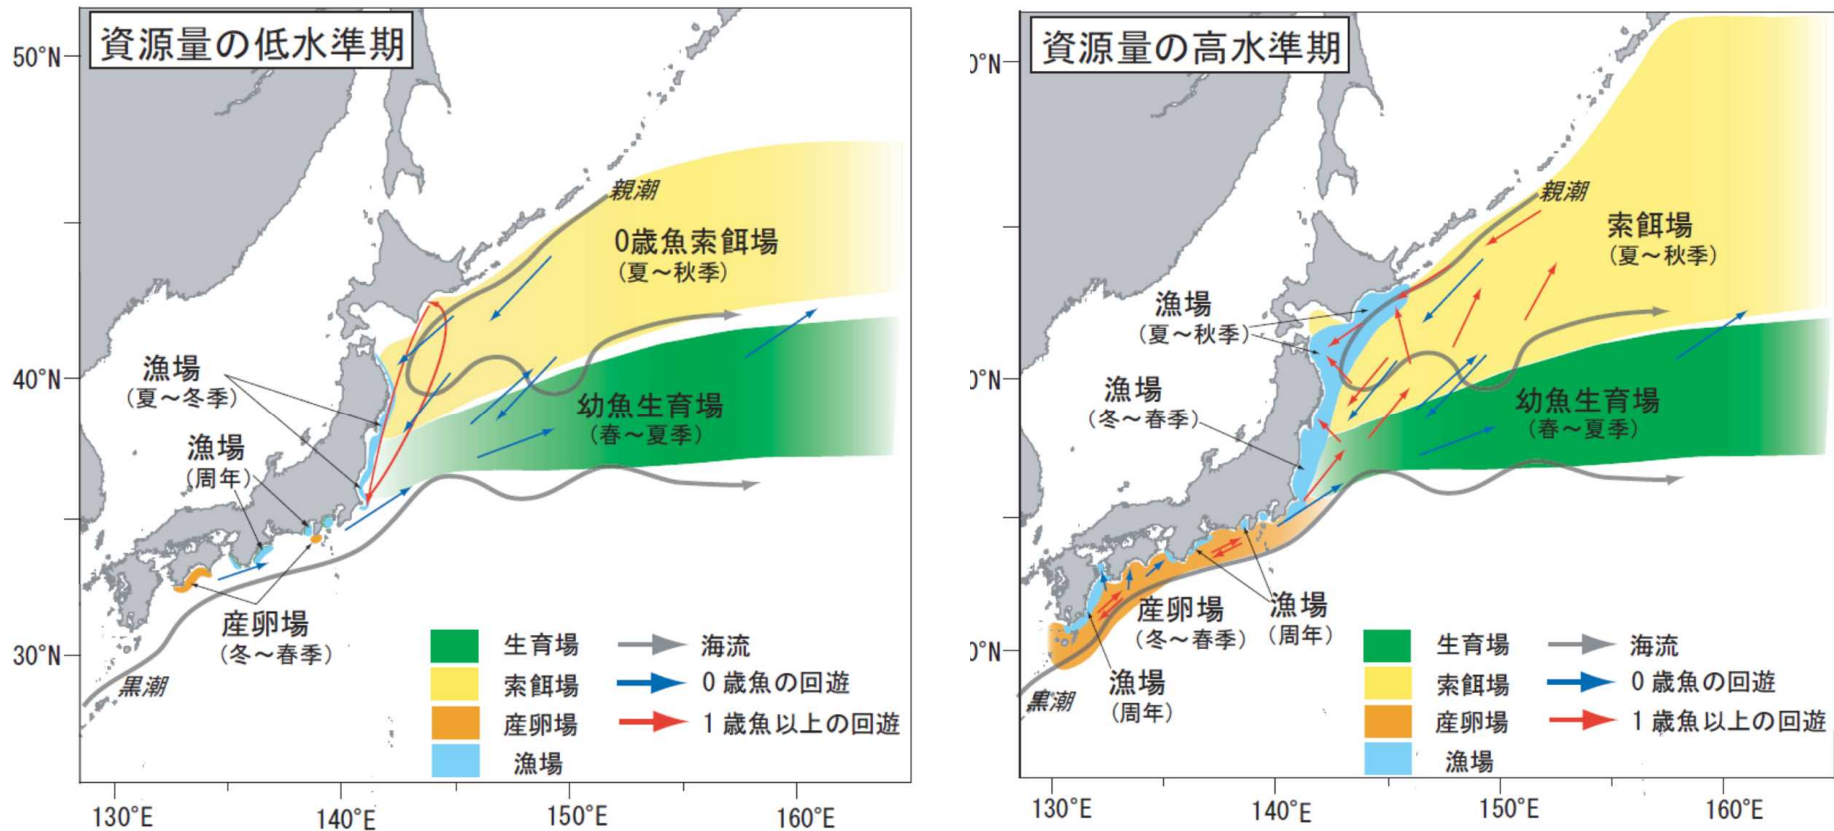 資源量の低水準期
50°N
40°N
30°N
親潮
0歳魚索餌場
(夏～秋季)
漁場
(夏～冬季)
幼魚生育場
(春～夏季)
漁場
(周年)
産卵場
(冬～春季)
黒潮
生育場
索餌場
産卵場
漁場
海流
0歳魚の回遊
1歳魚以上の回遊
130°E
140°E
150°E
160°E
資源量の高水準期
0°N
0°N
0°N
親潮
索餌場
(夏～秋季)
漁場
(夏～秋季)
漁場
(冬～春季)
幼魚生育場
(春～夏季)
産卵場
(冬～春季)
漁場
(周年)
漁場
(周年)
黒潮
生育場
索餌場
産卵場
漁場
海流
0歳魚の回遊
1歳魚以上の回遊
130°E
140°E
150°E
160°E